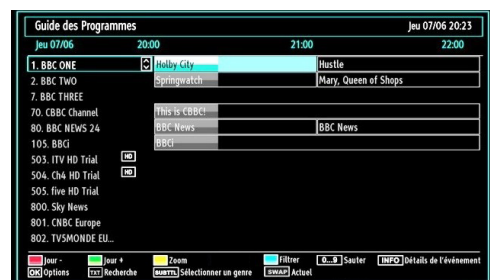 Guide des Programmes Jeu 07/06 20:23
Jeu 07/06 20:00 21:00 22:00
1. BBC ONE Holby City Hustle
2. BBC TWO Springwatch Mary, Queen of Shops
7. BBC THREE
70. CBBC Channel This is CBBC!
80. BBC NEWS 24 BBC News BBC News
105. BBCi BBCi
503. ITV HD Trial HD
504. Ch4 HD Trial HD
505. five HD Trial
800. Sky News
801. CNBC Europe
802. TV5MONDE EU...
Jour - Jour + Zoom Filtrer 0...9 Sauter INFO Détails de l'événement
OK Options TXT Recherche SUBTTL Sélectionner un genre SWAP Actuel